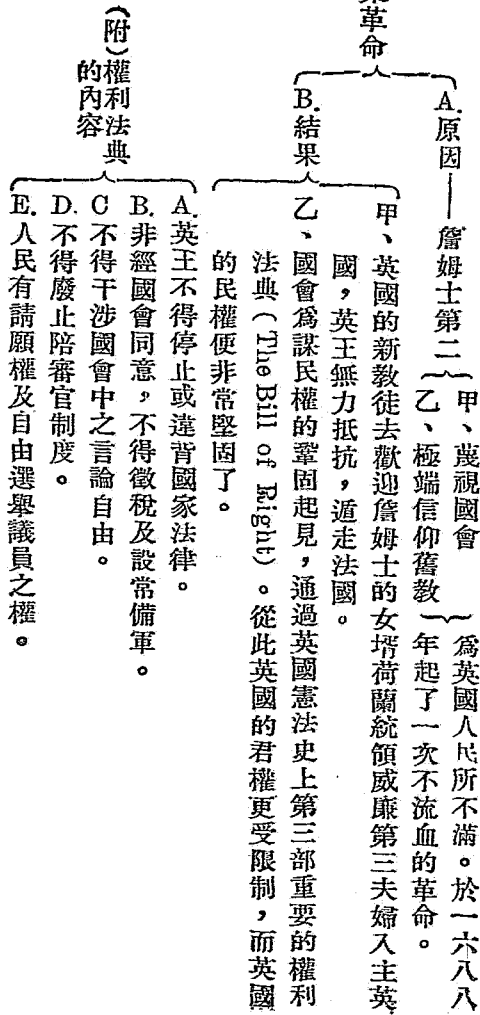 革命
A.原因——詹姆士第二
甲、蔑視國會
乙、極端信仰舊教
爲英國人民所不滿。於一六八八
年起了一次不流血的革命。
B.結果
甲、英國的新教徒去歡迎詹姆士的女壻荷蘭統領威廉第三夫婦入主英
國，英王無力抵抗，遁走法國。
乙、國會爲謀民權的鞏固起見，通過英國憲法史上第三部重要的權利
法典（The Bill of Right）。從此英國的君權更受限制，而英國
的民權便非常堅固了。
（附）權利法典
的內容
A.英王不得停止或違背國家法律。
B.非經國會同意，不得徵稅及設常備軍。
C不得干涉國會中之言論自由。
D.不得廢止陪審官制度。
E.人民有請願權及自由選舉議員之權。